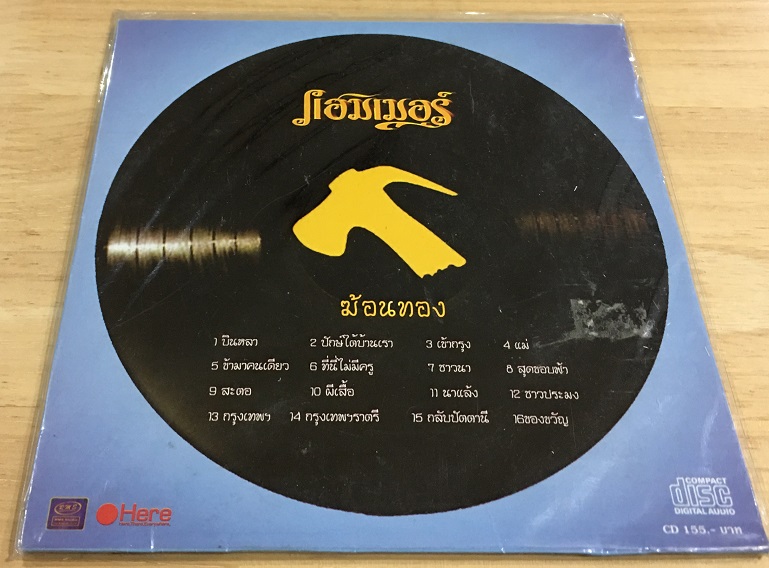 แฮมเมอร์
ฆ้อนทอง
1 บินหลา 2 ปักษ์ใต้บ้านเรา 3 เข้ากรุง 4 แม่
5 ข้ามาคนเดียว 6 ที่นี่ไม่มีครู 7 ชาวนา 8 สุดขอบฟ้า
9 สะตอ 10 ผีเสื้อ 11 นาแล้ง 12 ชาวประมง
13 กรุงเทพฯ 14 กรุงเทพฯราตรี 15 กลับปัตตานี 16ของขวัญ
Here
COMPACT
disc
DIGITAL AUDIO
CD 155.- บาท